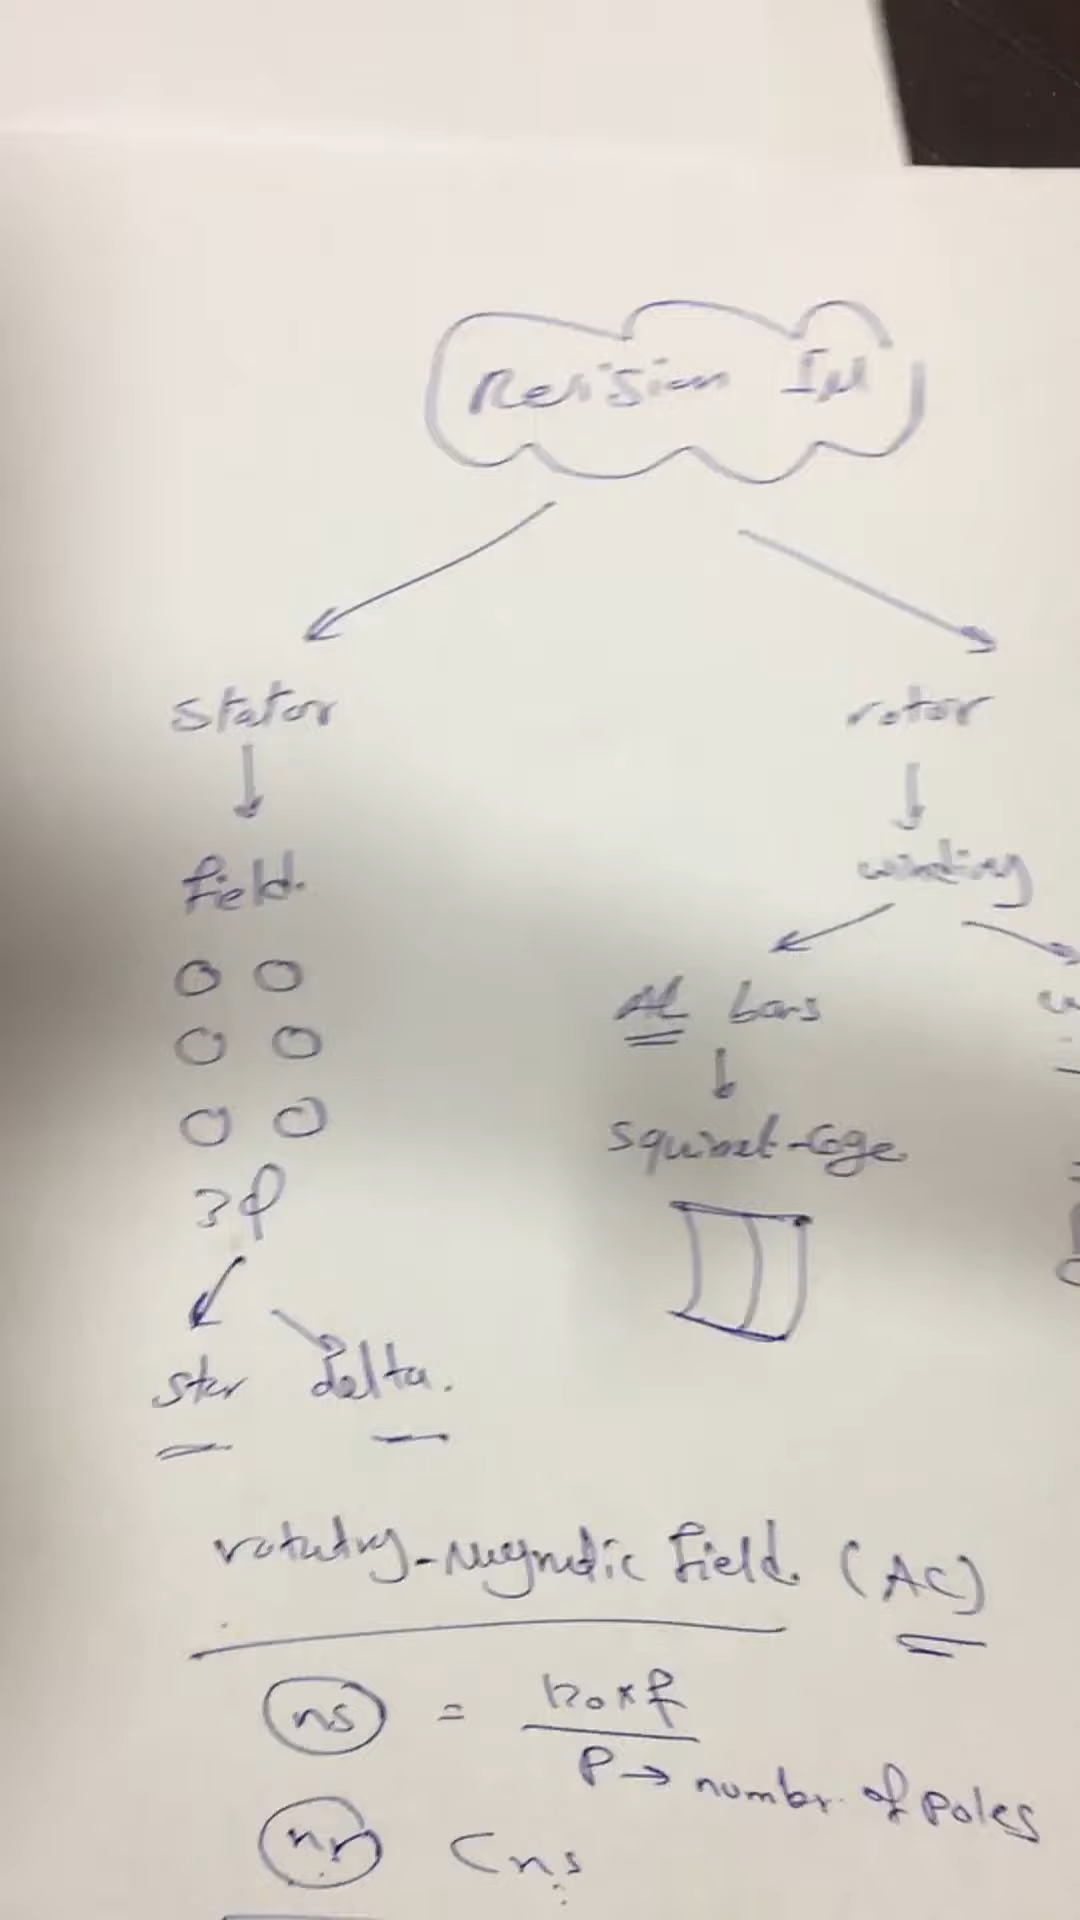 Revision IM
stator
rotor
field.
winding
AL bars
squirrel-cage
3φ
star delta.
rotating-Magnetic field. (AC)
ns = 120×f
P → number of poles
nr < ns